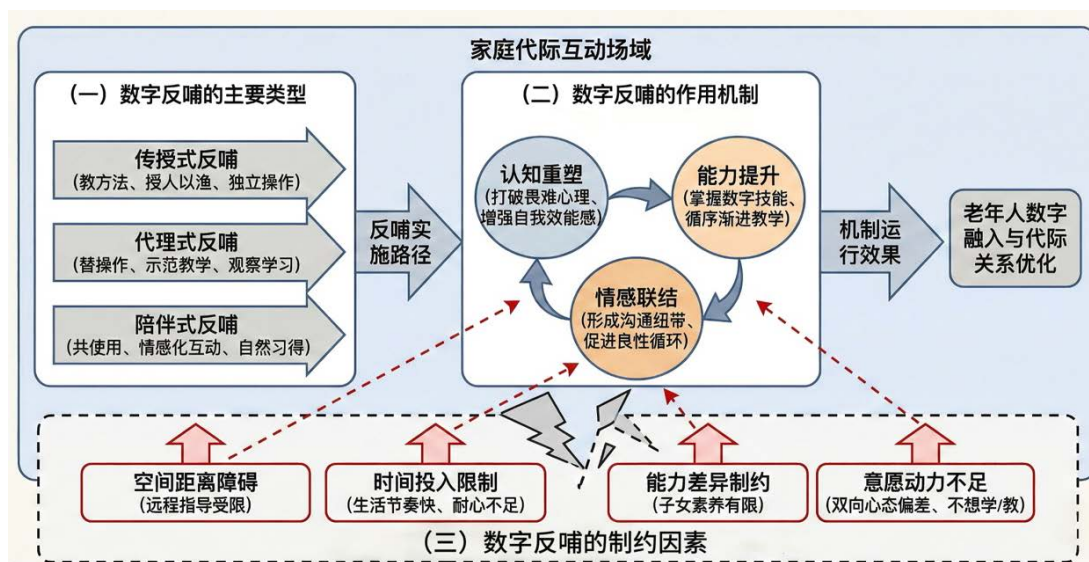 家庭代际互动场域
（一）数字反哺的主要类型
传授式反哺
(教方法、授人以渔、独立操作)
代理式反哺
(替操作、示范教学、观察学习)
陪伴式反哺
(共使用、情感化互动、自然习得)
反哺实
施路径
（二）数字反哺的作用机制
认知重塑
(打破畏难心理、
增强自我效能感)
能力提升
(掌握数字技能、
循序渐进教学)
情感联结
(形成沟通纽带、
促进良性循环)
机制运
行效果
老年人数字
融入与代际
关系优化
空间距离障碍
(远程指导受限)
时间投入限制
(生活节奏快、耐心不足)
能力差异制约
(子女素养有限)
意愿动力不足
(双向心态偏差、不想学/教)
（三）数字反哺的制约因素